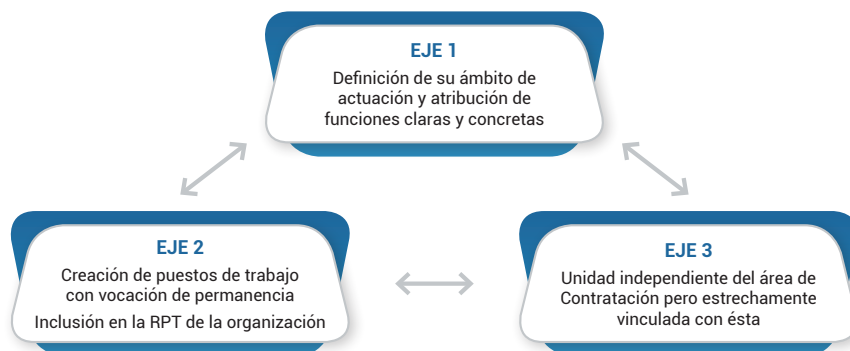 EJE 1
Definición de su ámbito de
actuación y atribución de
funciones claras y concretas
EJE 2
Creación de puestos de trabajo
con vocación de permanencia
Inclusión en la RPT de la organización
EJE 3
Unidad independiente del área de
Contratación pero estrechamente
vinculada con ésta